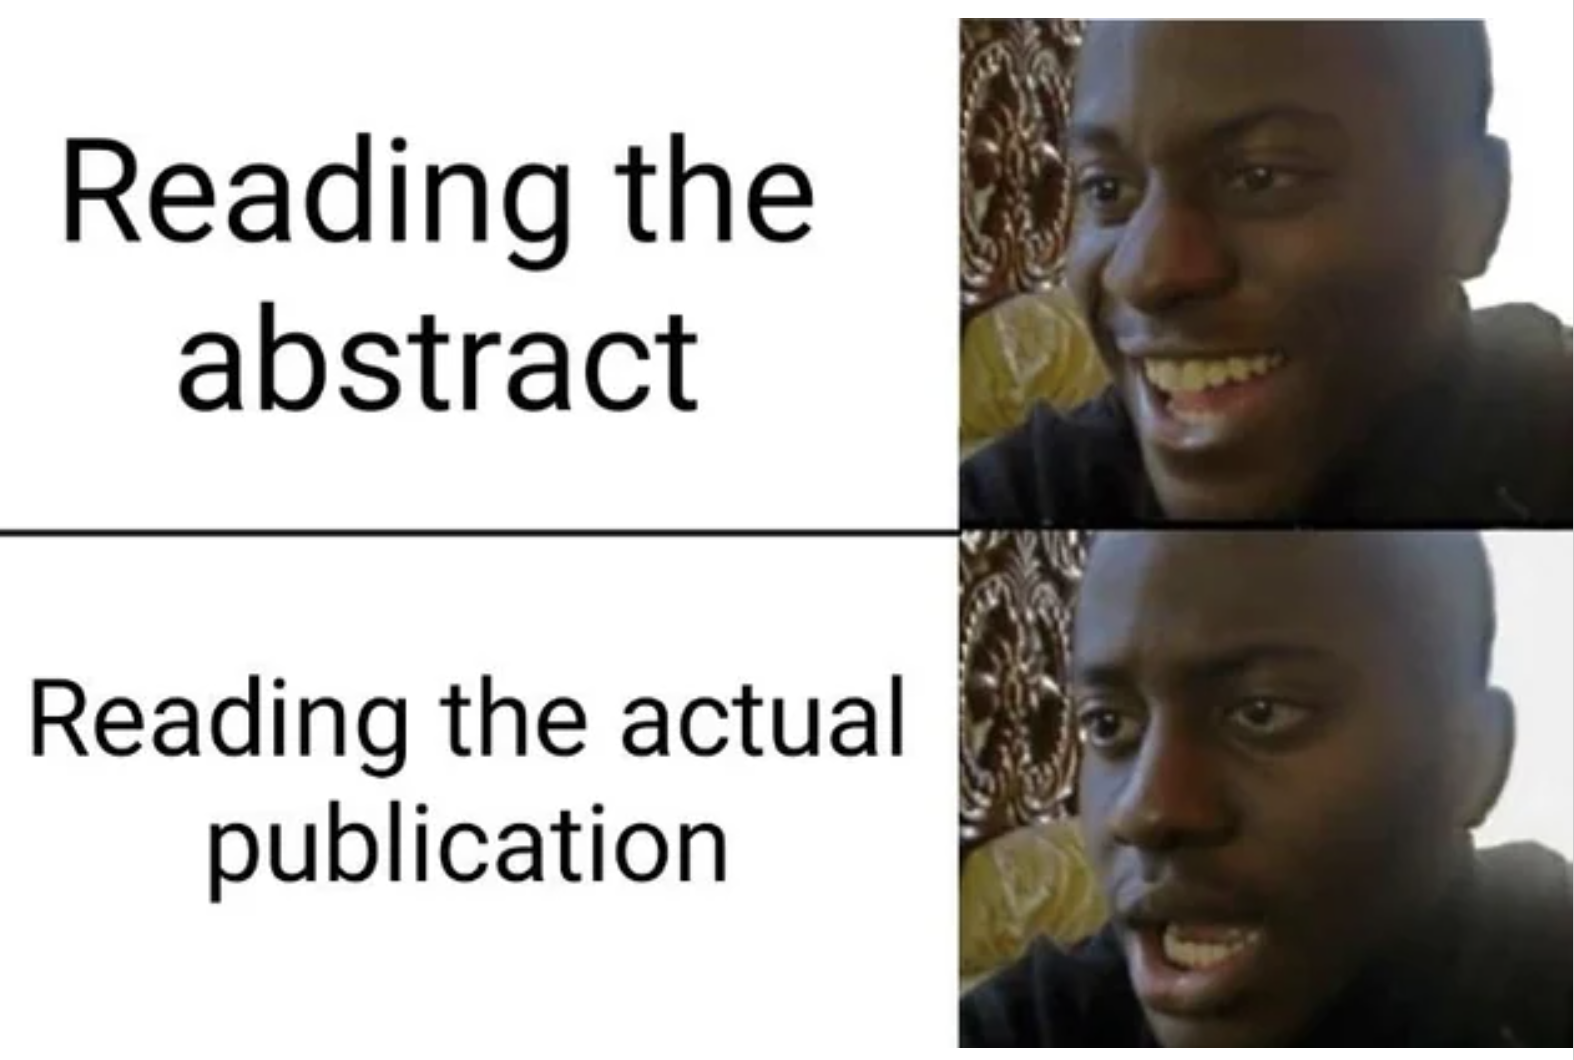 Reading the
abstract
Reading the actual
publication